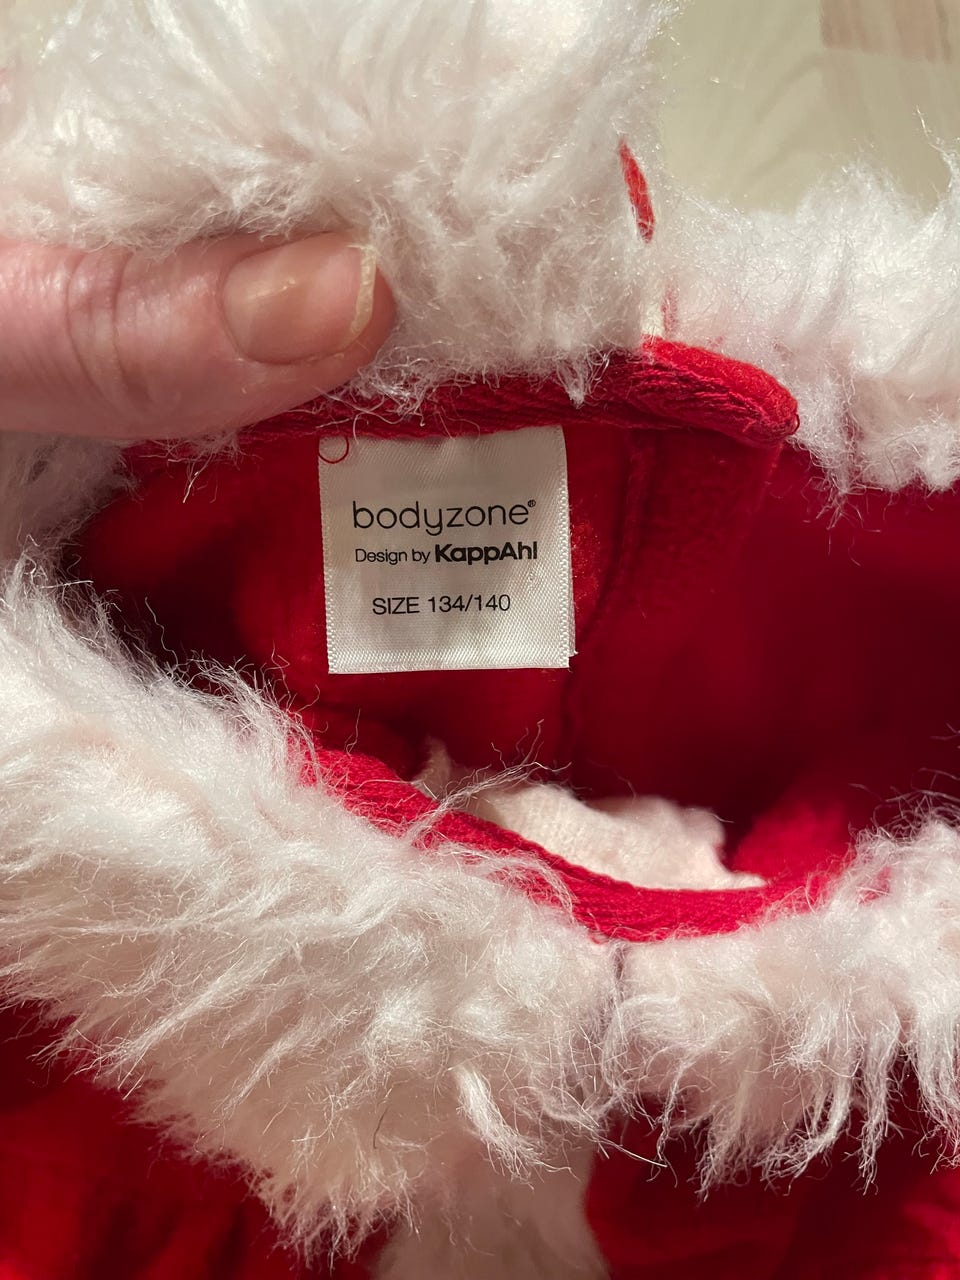 bodyzone®
Design by KappAhl
SIZE 134/140